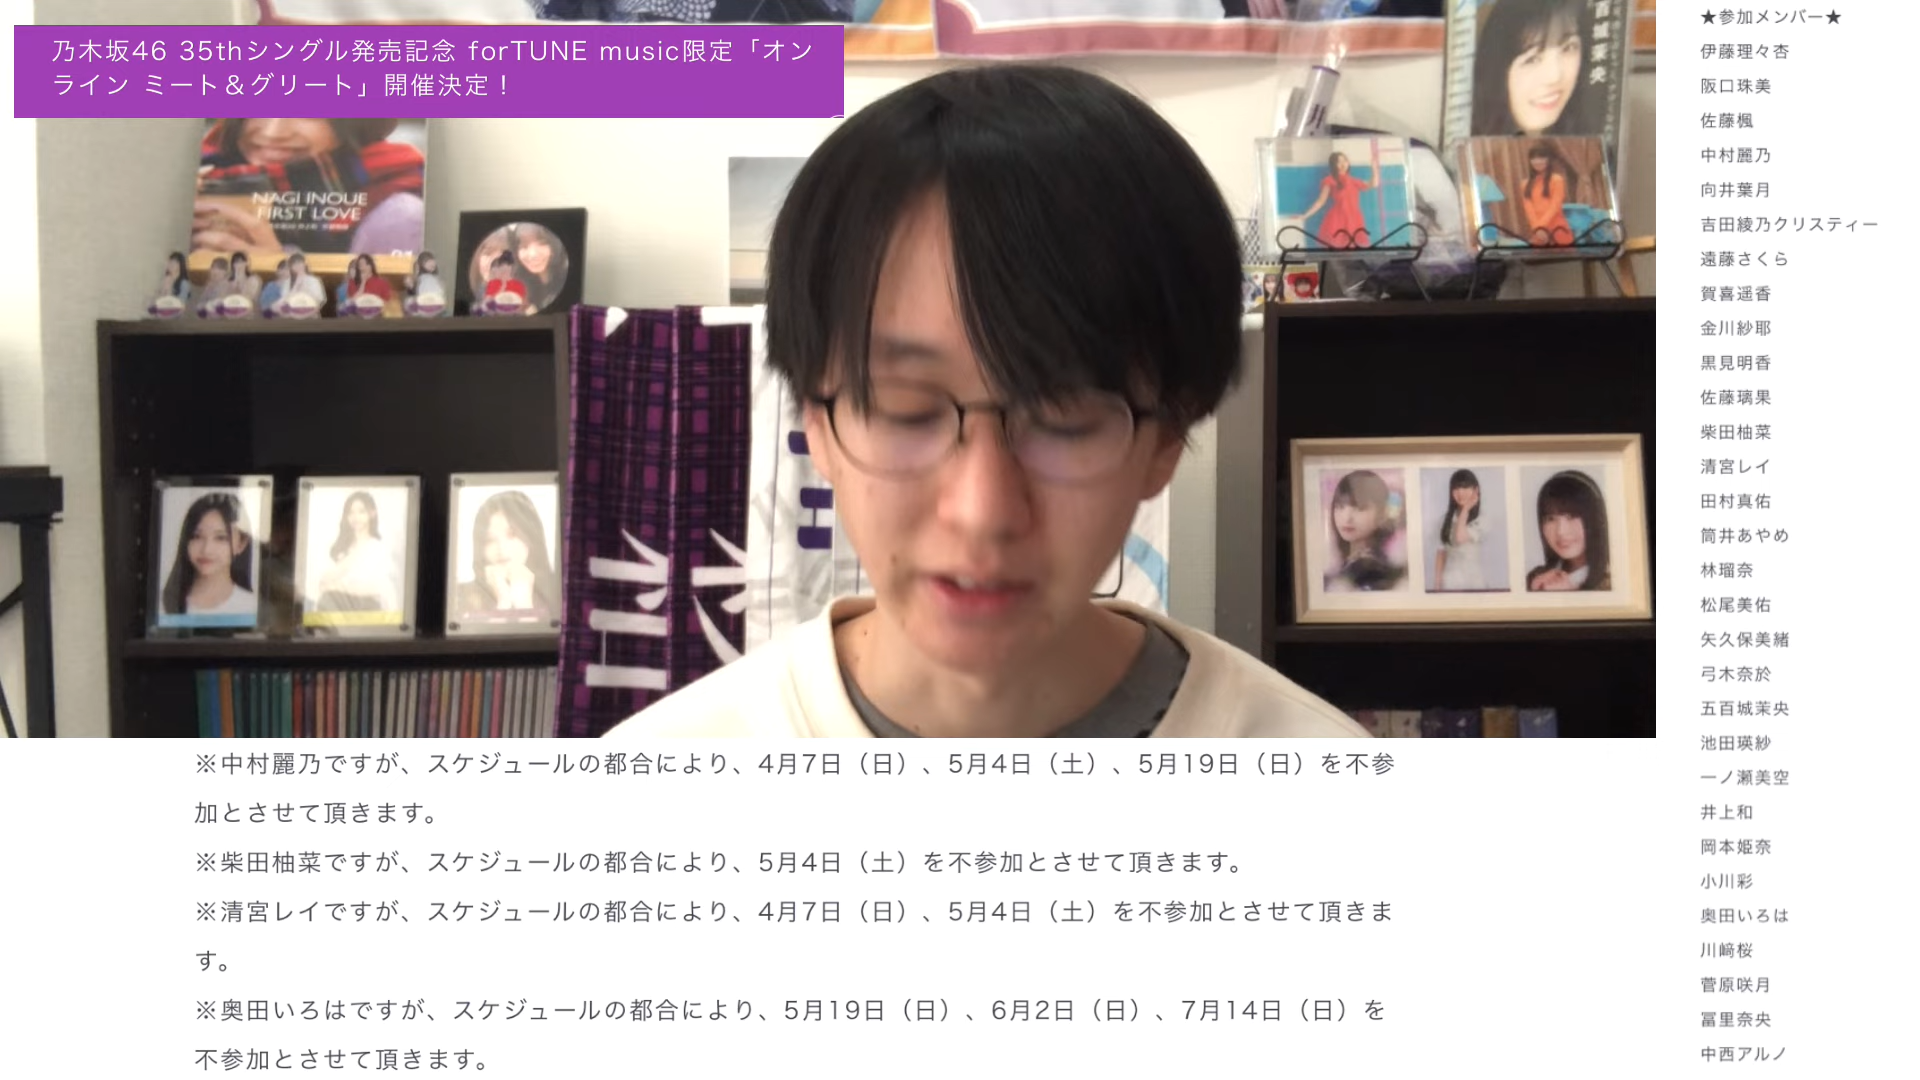 乃木坂46 35thシングル発売記念 forTUNE music限定「オン
ライン ミート＆グリート」開催決定！
NAGI INOUE
FIRST LOVE
五百城茉央
※中村麗乃ですが、スケジュールの都合により、4月7日（日）、5月4日（土）、5月19日（日）を不参
加とさせて頂きます。
※柴田柚菜ですが、スケジュールの都合により、5月4日（土）を不参加とさせて頂きます。
※清宮レイですが、スケジュールの都合により、4月7日（日）、5月4日（土）を不参加とさせて頂きま
す。
※奥田いろはですが、スケジュールの都合により、5月19日（日）、6月2日（日）、7月14日（日）を
不参加とさせて頂きます。
★参加メンバー★
伊藤理々杏
阪口珠美
佐藤楓
中村麗乃
向井葉月
吉田綾乃クリスティー
遠藤さくら
賀喜遥香
金川紗耶
黒見明香
佐藤璃果
柴田柚菜
清宮レイ
田村真佑
筒井あやめ
林瑠奈
松尾美佑
矢久保美緒
弓木奈於
五百城茉央
池田瑛紗
一ノ瀬美空
井上和
岡本姫奈
小川彩
奥田いろは
川﨑桜
菅原咲月
冨里奈央
中西アルノ